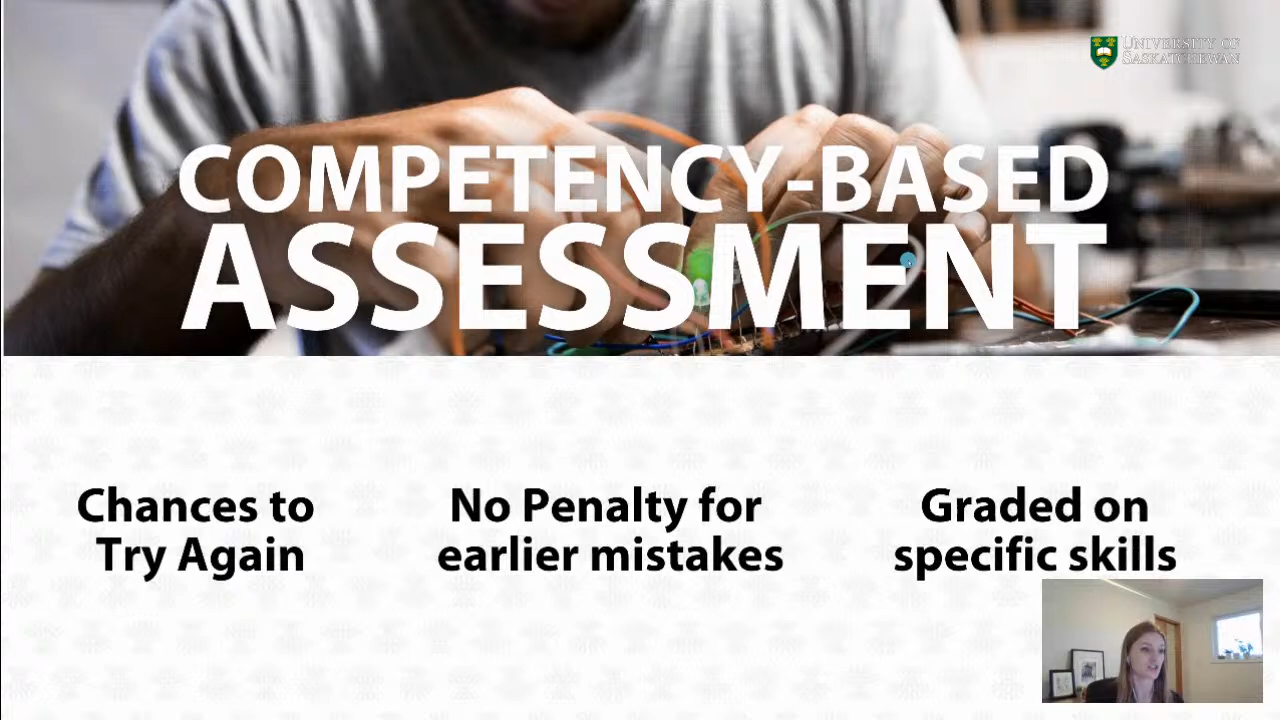 UNIVERSITY OF
SASKATCHEWAN
COMPETENCY-BASED
ASSESSMENT
Chances to
Try Again
No Penalty for
earlier mistakes
Graded on
specific skills